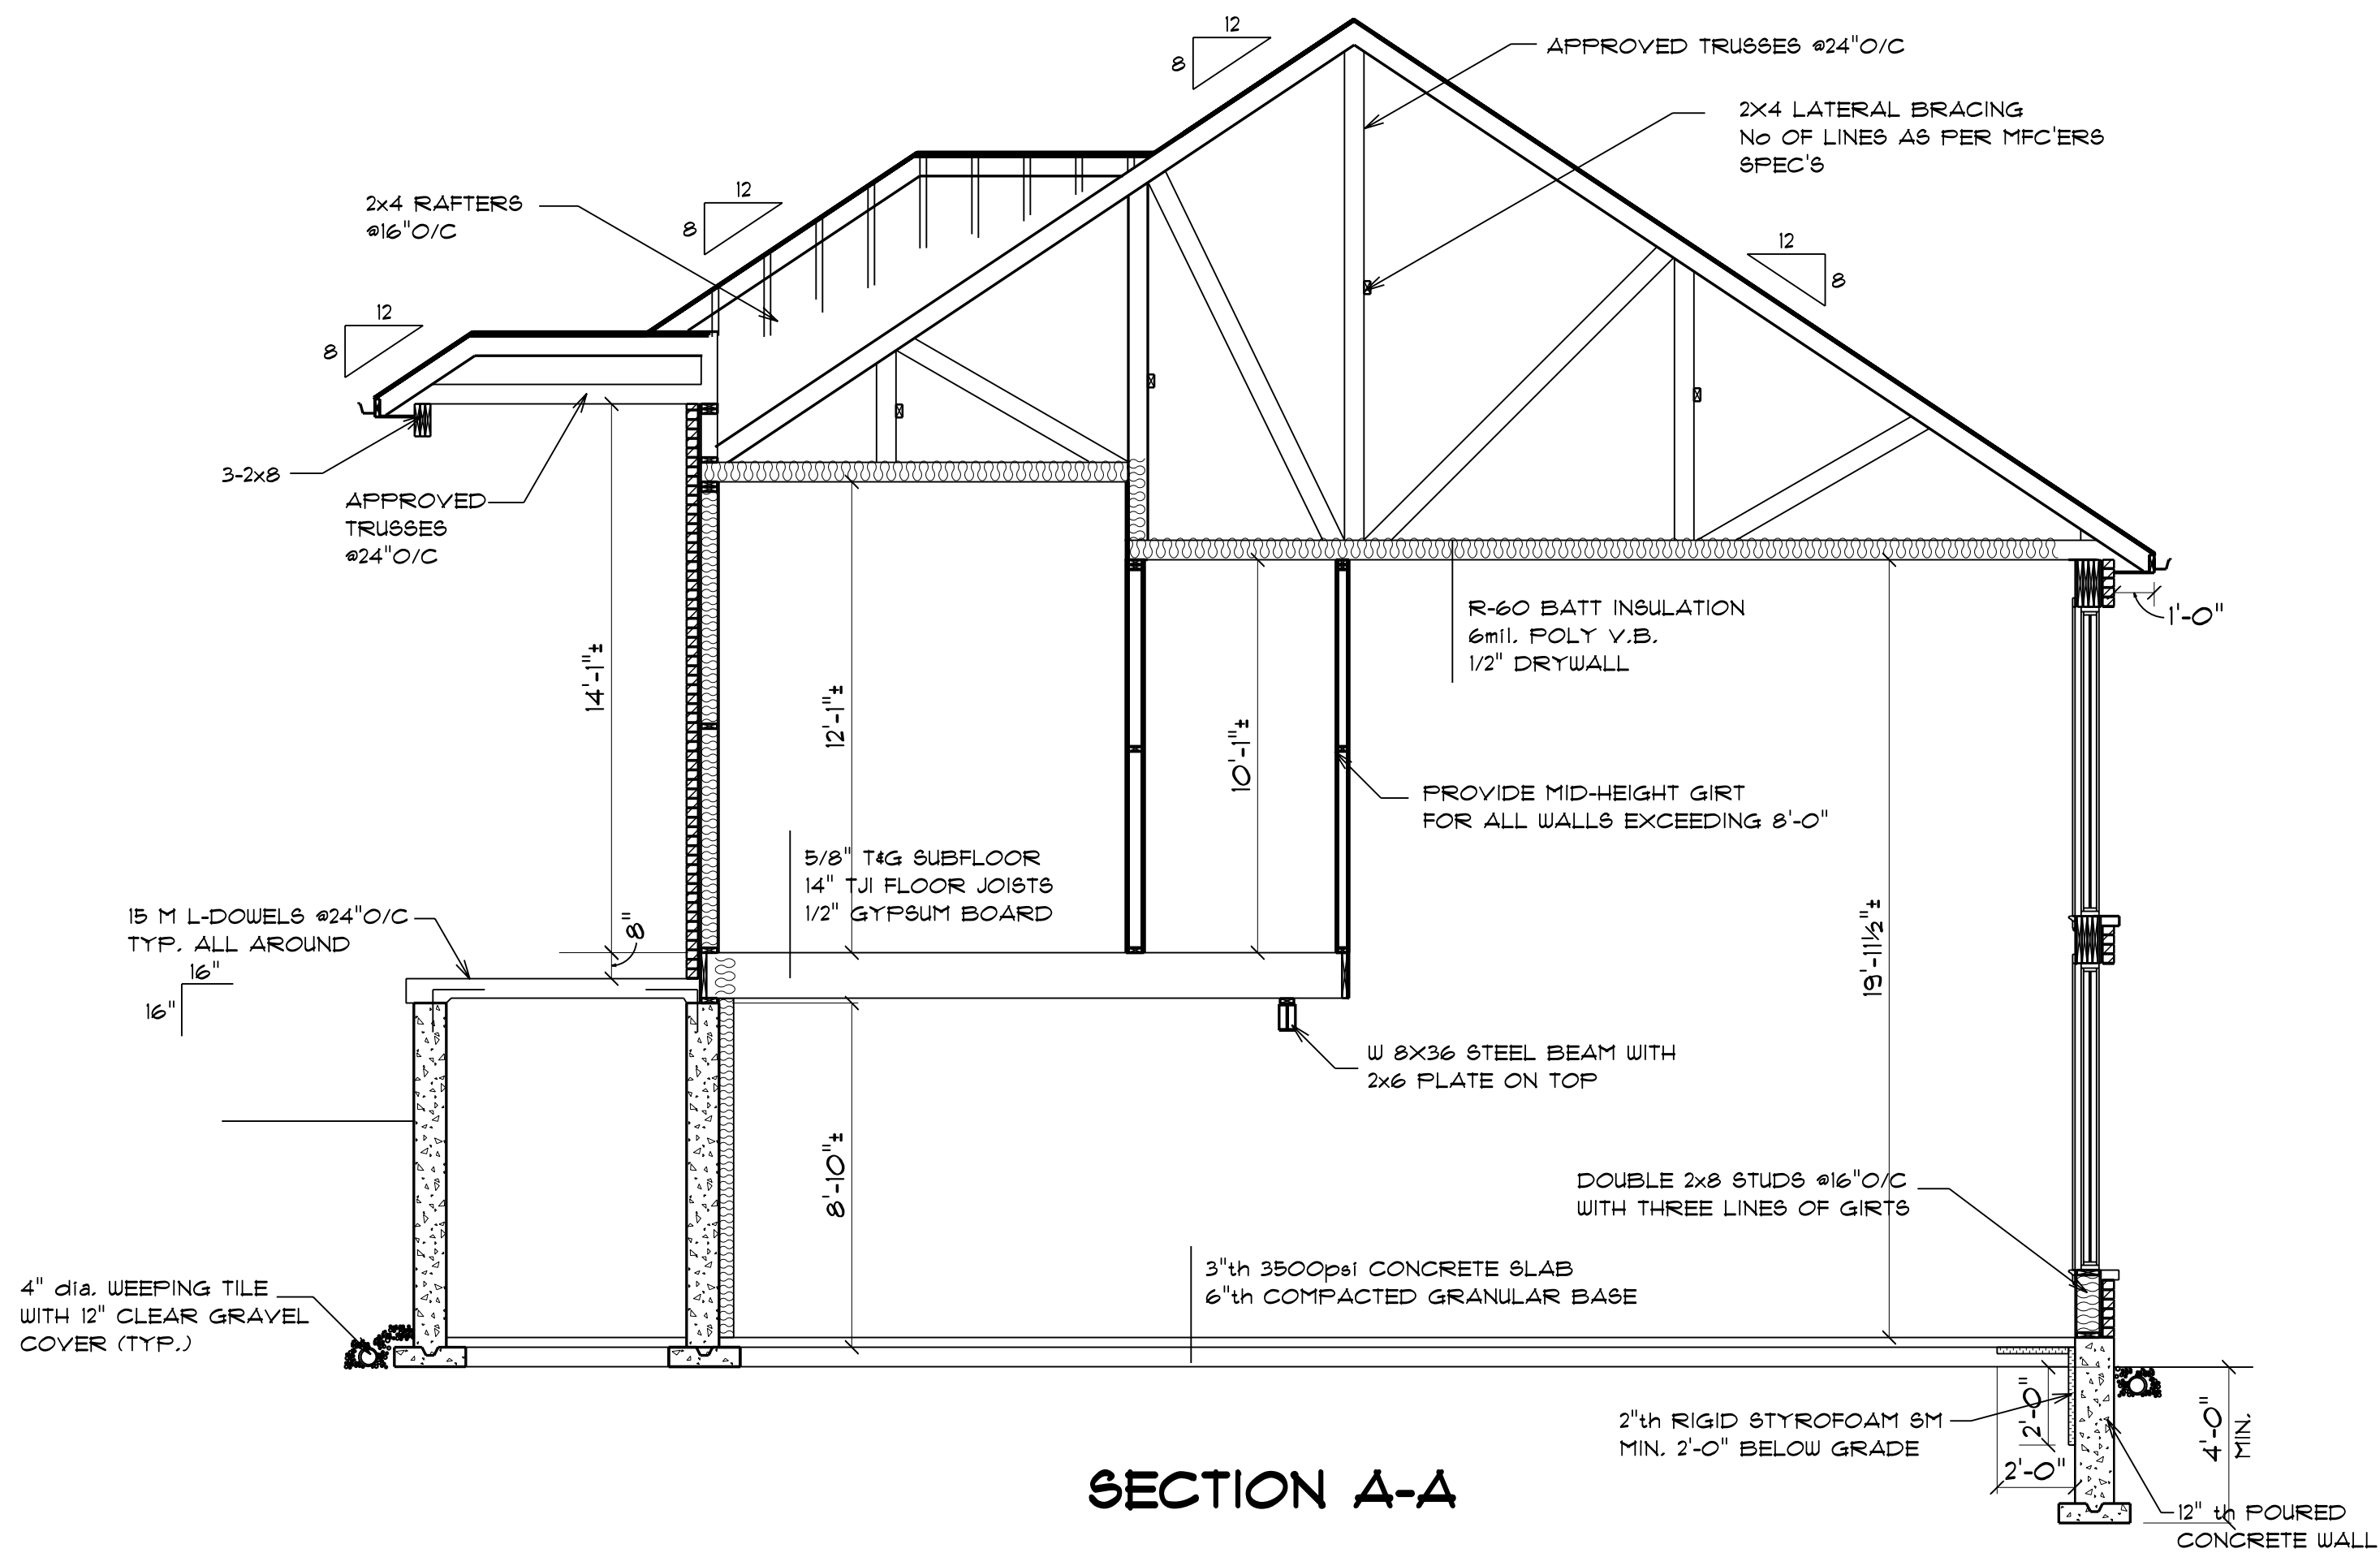 12
8
APPROVED TRUSSES @24"O/C
2X4 LATERAL BRACING
No OF LINES AS PER MFC'ERS
SPEC'S
12
8
2x4 RAFTERS
@16"O/C
12
8
12
8
3-2x8
APPROVED
TRUSSES
@24"O/C
14'-1"±
12'-1"±
10'-1"±
R-60 BATT INSULATION
6mil. POLY V.B.
1/2" DRYWALL
1'-0"
PROVIDE MID-HEIGHT GIRT
FOR ALL WALLS EXCEEDING 8'-0"
5/8" T&G SUBFLOOR
14" TJI FLOOR JOISTS
1/2" GYPSUM BOARD
15 M L-DOWELS @24"O/C
TYP. ALL AROUND
8"
16"
16"
19'-11½"±
W 8X36 STEEL BEAM WITH
2x6 PLATE ON TOP
8'-10"±
DOUBLE 2x8 STUDS @16"O/C
WITH THREE LINES OF GIRTS
3"th 3500psi CONCRETE SLAB
6"th COMPACTED GRANULAR BASE
4" dia. WEEPING TILE
WITH 12" CLEAR GRAVEL
COVER (TYP.)
2"th RIGID STYROFOAM SM
MIN. 2'-0" BELOW GRADE
2'-0"
2'-0"
4'-0"
MIN.
12" th POURED
CONCRETE WALL
SECTION A-A